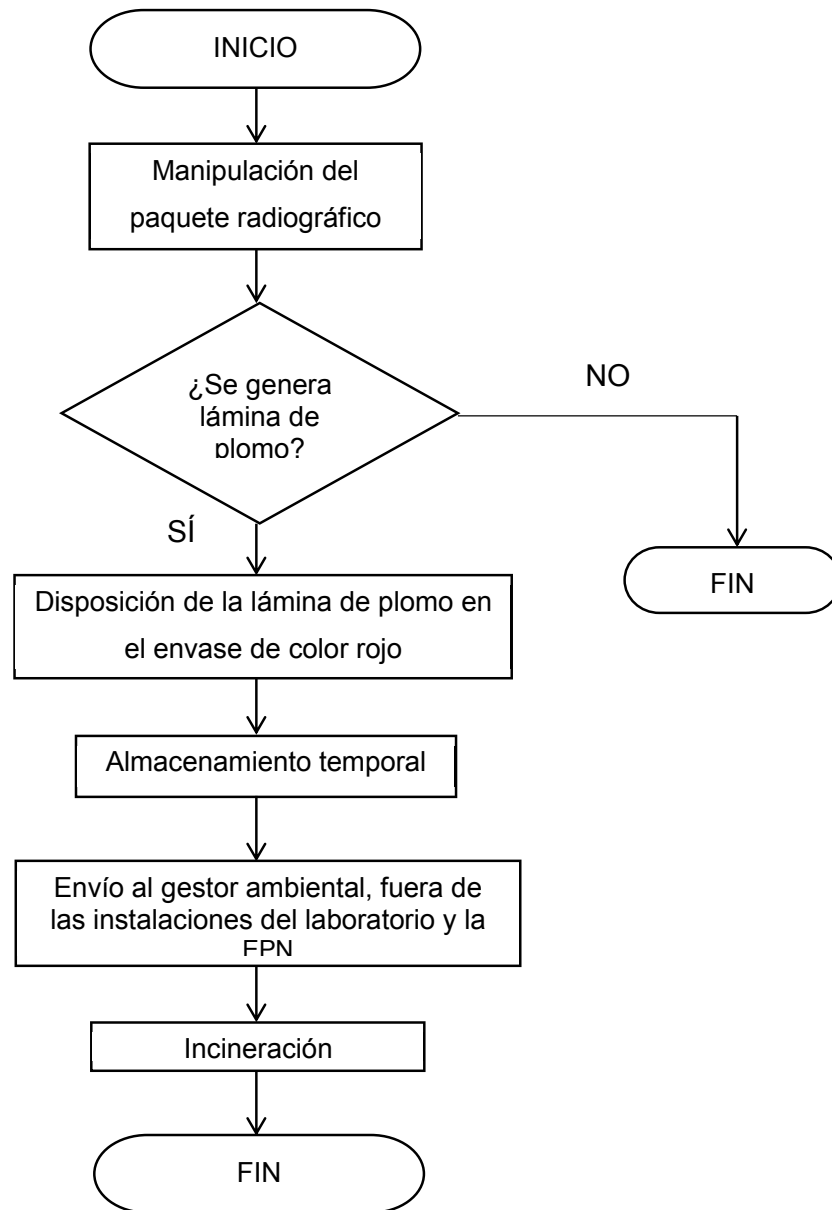 INICIO
Manipulación del
paquete radiográfico
¿Se genera
lámina de
plomo?
NO
SÍ
FIN
Disposición de la lámina de plomo en
el envase de color rojo
Almacenamiento temporal
Envío al gestor ambiental, fuera de
las instalaciones del laboratorio y la
EPN
Incineración
FIN